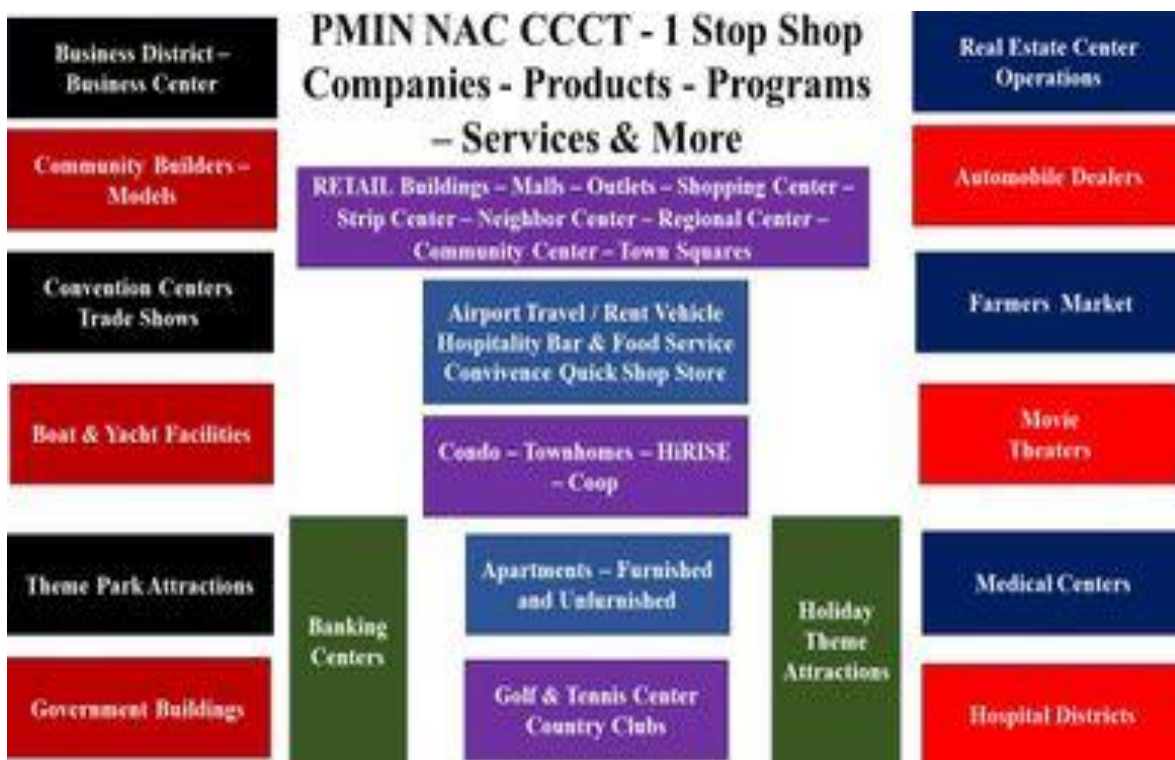 PMIN NAC CCCT - 1 Stop Shop
Companies - Products - Programs
– Services & More
Business District –
Business Center
Community Builders –
Models
Convention Centers
Trade Shows
Boat & Yacht Facilities
Theme Park Attractions
Government Buildings
RETAIL Buildings – Malls – Outlets – Shopping Center –
Strip Center – Neighbor Center – Regional Center –
Community Center – Town Squares
Airport Travel / Rent Vehicle
Hospitality Bar & Food Service
Convivence Quick Shop Store
Condo – Townhomes – HiRISE
– Coop
Banking
Centers
Apartments – Furnished
and Unfurnished
Golf & Tennis Center
Country Clubs
Holiday
Theme
Attractions
Real Estate Center
Operations
Automobile Dealers
Farmers Market
Movie
Theaters
Medical Centers
Hospital Districts